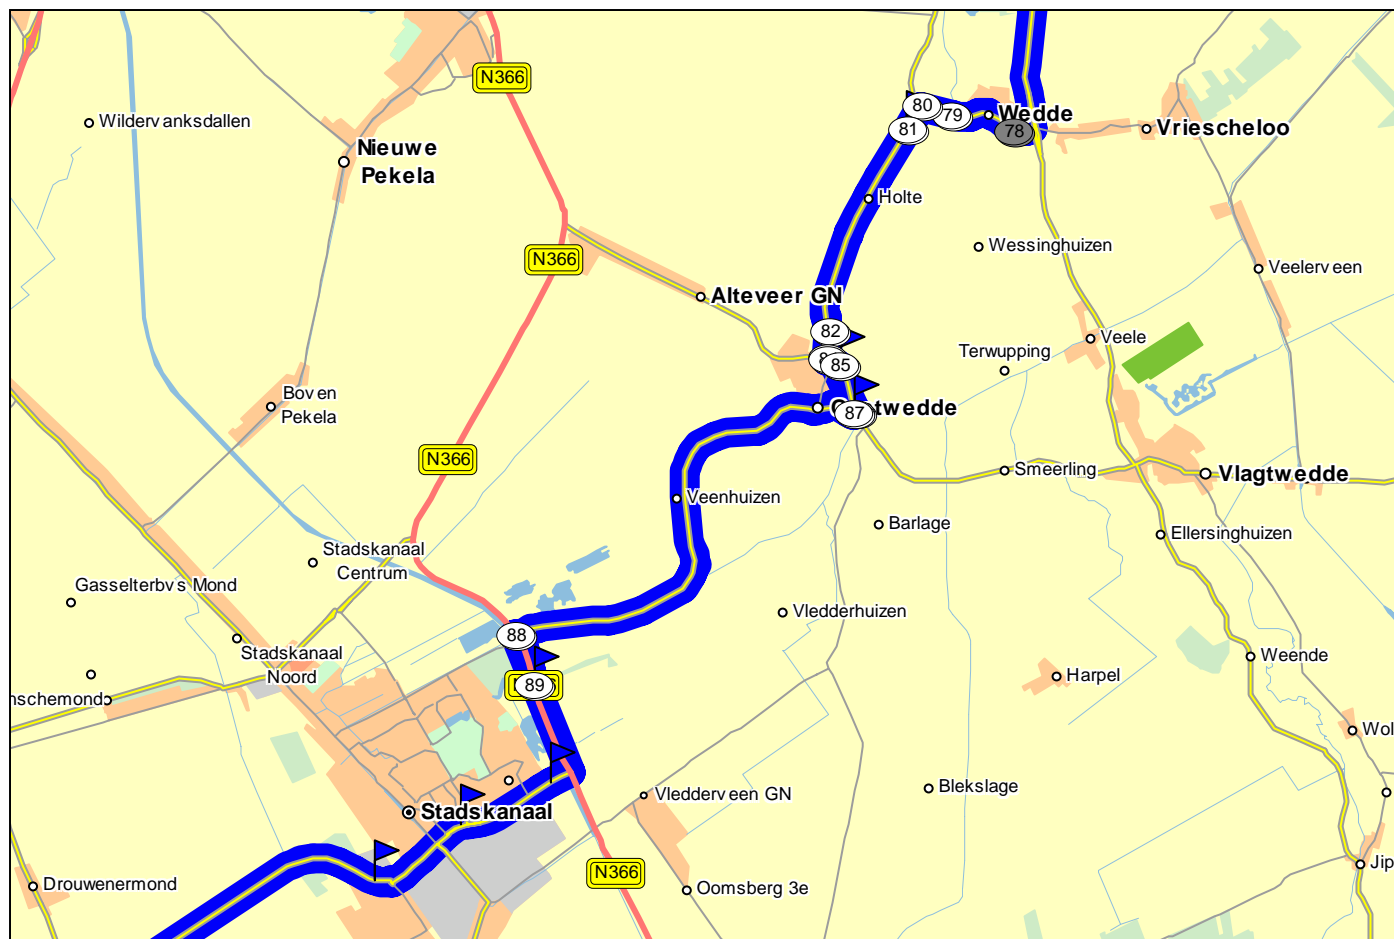 N366
80
79
Wedde
78
81
Wildervanksdallen
Vriescheloo
Nieuwe
Pekela
Holte
Wessinghuizen
N366
Veelerveen
Alteveer GN
82
Veele
Terwupping
85
Boven
Pekela
87
N366
Smeerling
Vlagtwedde
Veenhuizen
Barlage
Ellersinghuizen
Stadskanaal
Centrum
Gasselterbvs Mond
Vledderhuizen
88
Stadskanaal
Noord
Weende
Harpel
89
nschemond
Wol
Vledderveen GN
Blekslage
Stadskanaal
Jip
N366
Drouwenermond
Oomsberg 3e